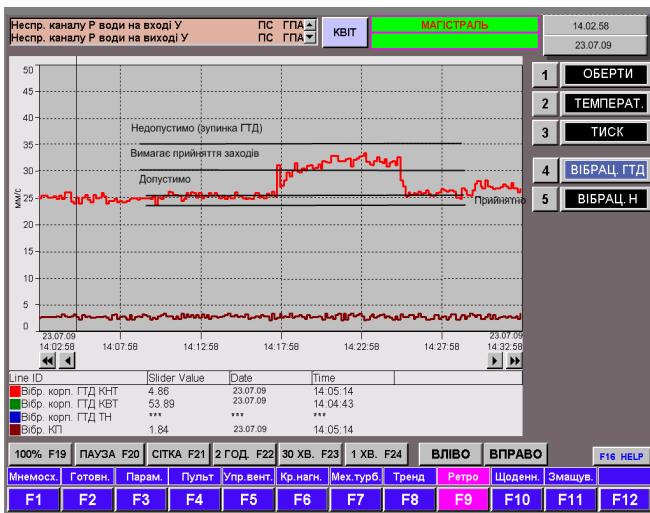 Неспр. каналу Р води на вході У ПС ГПА
Неспр. каналу Р води на виході У ПС ГПА
КВІТ
МАГІСТРАЛЬ
14.02.58
23.07.09
1 ОБЕРТИ
2 ТЕМПЕРАТ.
3 ТИСК
4 ВІБРАЦ. ГТД
5 ВІБРАЦ. Н
мм/с
50
45
40
35
30
25
20
15
10
5
0
Недопустимо (зупинка ГТД)
Вимагає прийняття заходів
Допустимо
Прийнятно
23.07.09 23.07.09
14:02:58 14:07:58 14:12:58 14:17:58 14:22:58 14:27:58 14:32:58
Line ID Slider Value Date Time
Вібр. корп. ГТД КНТ 4.86 23.07.09 14:05:14
Вібр. корп. ГТД КВТ 53.89 23.07.09 14:04:43
Вібр. корп. ГТД ТН *** *** ***
Вібр. КП 1.84 23.07.09 14:05:14
100% F19 ПАУЗА F20 СІТКА F21 2 ГОД. F22 30 ХВ. F23 1 ХВ. F24 ВЛІВО ВПРАВО F16 HELP
Мнемосх. Готовн. Парам. Пульт Упр.вент. Кр.нагн. Мех.турб. Тренд Ретро Щоденн. Змащув.
F1 F2 F3 F4 F5 F6 F7 F8 F9 F10 F11 F12